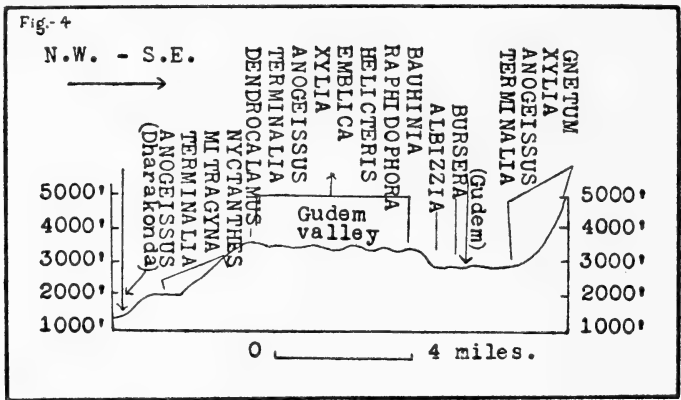 Fig.-4
N.W. - S.E.
(Dharakonda)
ANOGEISSUS
TERMINALIA
MITRAGYNA
NYCTANTHES
DENDROCALAMUS-
TERMINALIA
ANOGEISSUS
XYLIA
EMBLICA
HELICTERIS
RAPHIDOPHORA
BAUHINIA
ALBIZZIA
BURSERA
(Gudem)
TERMINALIA
ANOGEISSUS
XYLIA
GNETUM
5000'
4000'
3000'
2000'
1000'
Gudem
valley
5000'
4000'
3000'
2000'
1000'
0 4 miles.